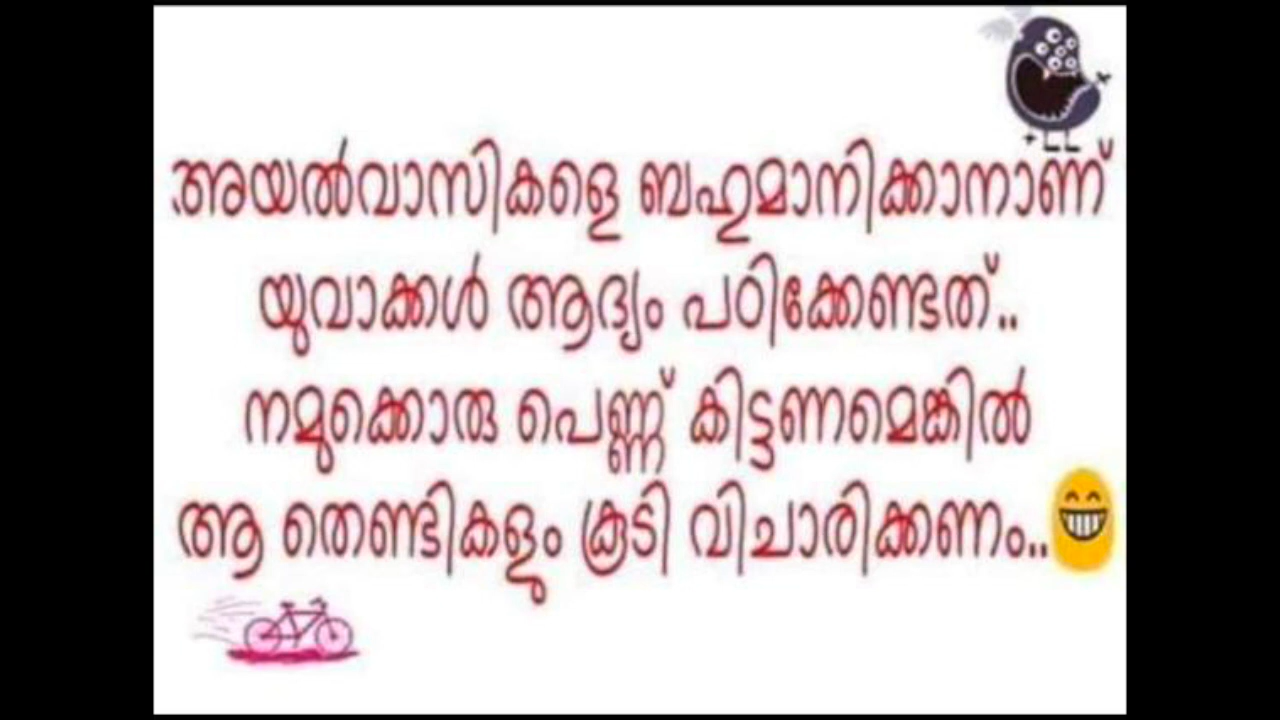 അയൽവാസികളെ ബഹുമാനിക്കാനാണ്
യുവാക്കൾ ആദ്യം പഠിക്കേണ്ടത്..
നമുക്കൊരു പെണ്ണ് കിട്ടണമെങ്കിൽ
ആ തെണ്ടികളും കൂടി വിചാരിക്കണം..